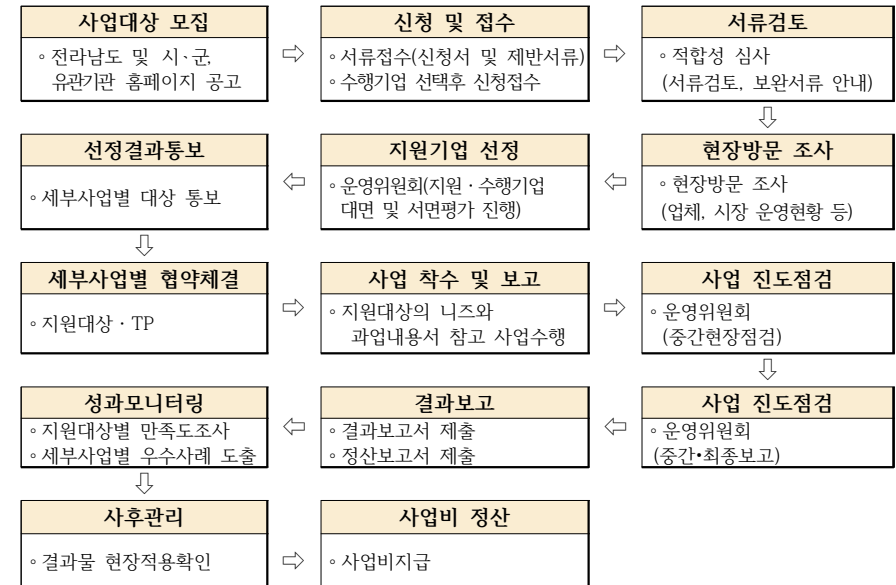 사업대상 모집
◦전라남도 및 시·군,
유관기관 홈페이지 공고
⇨
신청 및 접수
◦서류접수(신청서 및 제반서류)
◦수행기업 선택후 신청접수
⇨
서류검토
◦적합성 심사
(서류검토, 보완서류 안내)
⇩
현장방문 조사
◦현장방문 조사
(업체, 시장 운영현황 등)
⇦
지원기업 선정
◦운영위원회(지원·수행기업
대면 및 서면평가 진행)
⇦
선정결과통보
◦세부사업별 대상 통보
⇩
세부사업별 협약체결
◦지원대상·TP
⇨
사업 착수 및 보고
◦지원대상의 니즈와
과업내용서 참고 사업수행
⇨
사업 진도점검
◦운영위원회
(중간현장점검)
⇩
사업 진도점검
◦운영위원회
(중간•최종보고)
⇦
결과보고
◦결과보고서 제출
◦정산보고서 제출
⇦
성과모니터링
◦지원대상별 만족도조사
◦세부사업별 우수사례 도출
⇩
사후관리
◦결과물 현장적용확인
⇨
사업비 정산
◦사업비지급